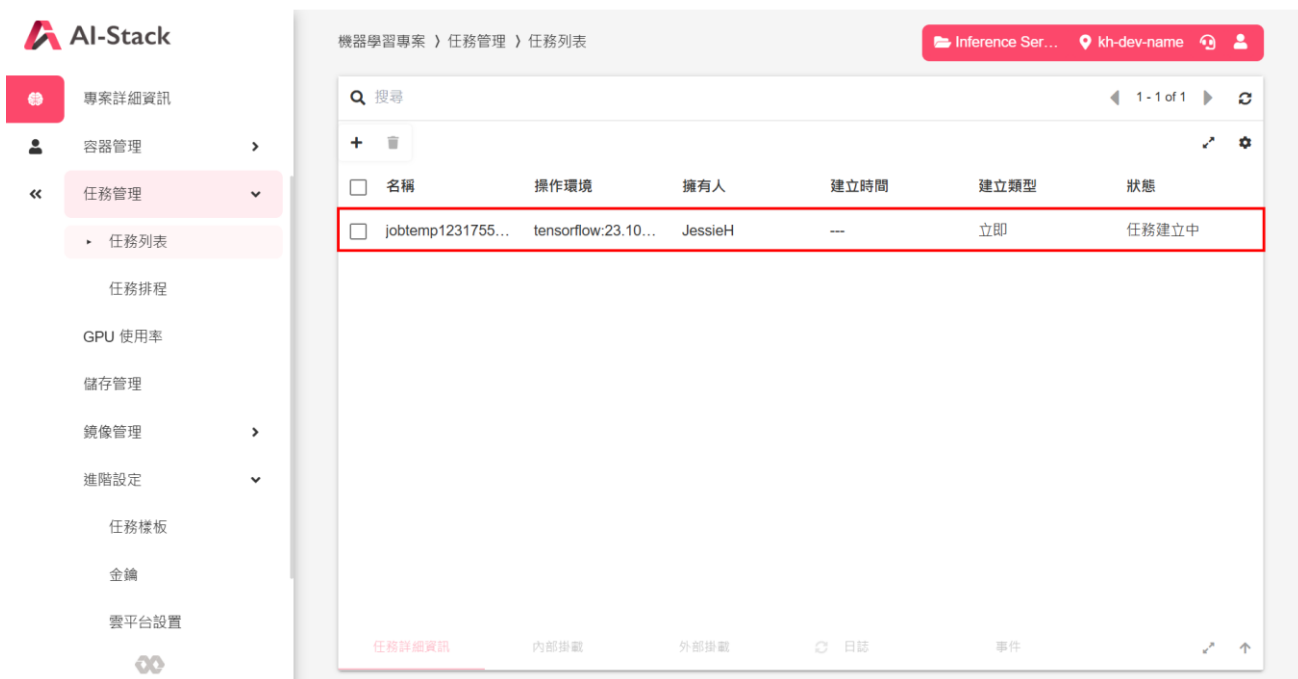 AI-Stack
機器學習專案 ⟩ 任務管理 ⟩ 任務列表
Inference Ser... kh-dev-name
專案詳細資訊
容器管理
任務管理
任務列表
任務排程
GPU 使用率
儲存管理
鏡像管理
進階設定
任務樣板
金鑰
雲平台設置
搜尋
1 - 1 of 1
名稱 操作環境 擁有人 建立時間 建立類型 狀態
jobtemp1231755... tensorflow:23.10... JessieH --- 立即 任務建立中
任務詳細資訊 內部掛載 外部掛載 日誌 事件